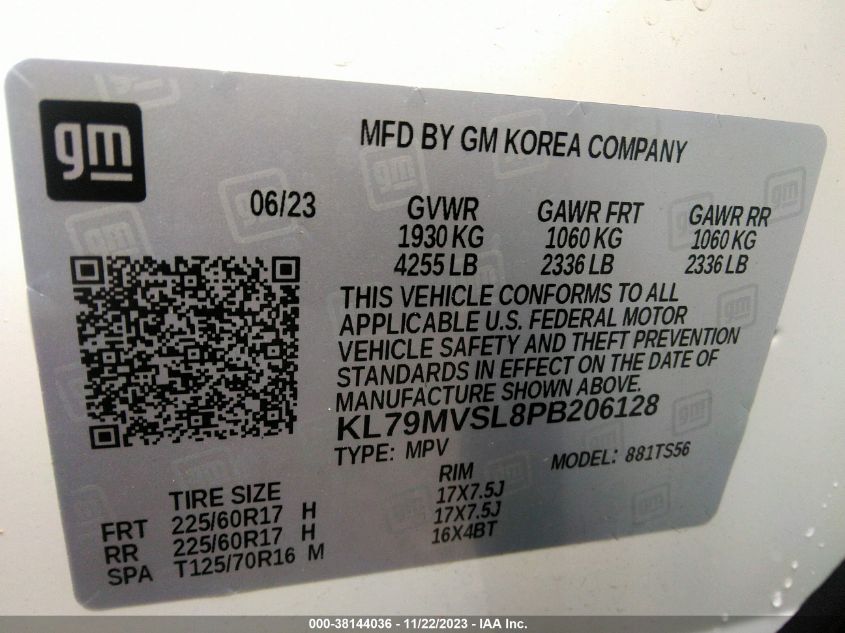 gm
MFD BY GM KOREA COMPANY
06/23
GVWR GAWR FRT GAWR RR
1930 KG 1060 KG 1060 KG
4255 LB 2336 LB 2336 LB
THIS VEHICLE CONFORMS TO ALL
APPLICABLE U.S. FEDERAL MOTOR
VEHICLE SAFETY AND THEFT PREVENTION
STANDARDS IN EFFECT ON THE DATE OF
MANUFACTURE SHOWN ABOVE.
KL79MVSL8PB206128
TYPE: MPV MODEL: 881TS56
TIRE SIZE RIM
FRT 225/60R17 H 17X7.5J
RR 225/60R17 H 17X7.5J
SPA T125/70R16 M 16X4BT
000-38144036 - 11/22/2023 - IAA Inc.